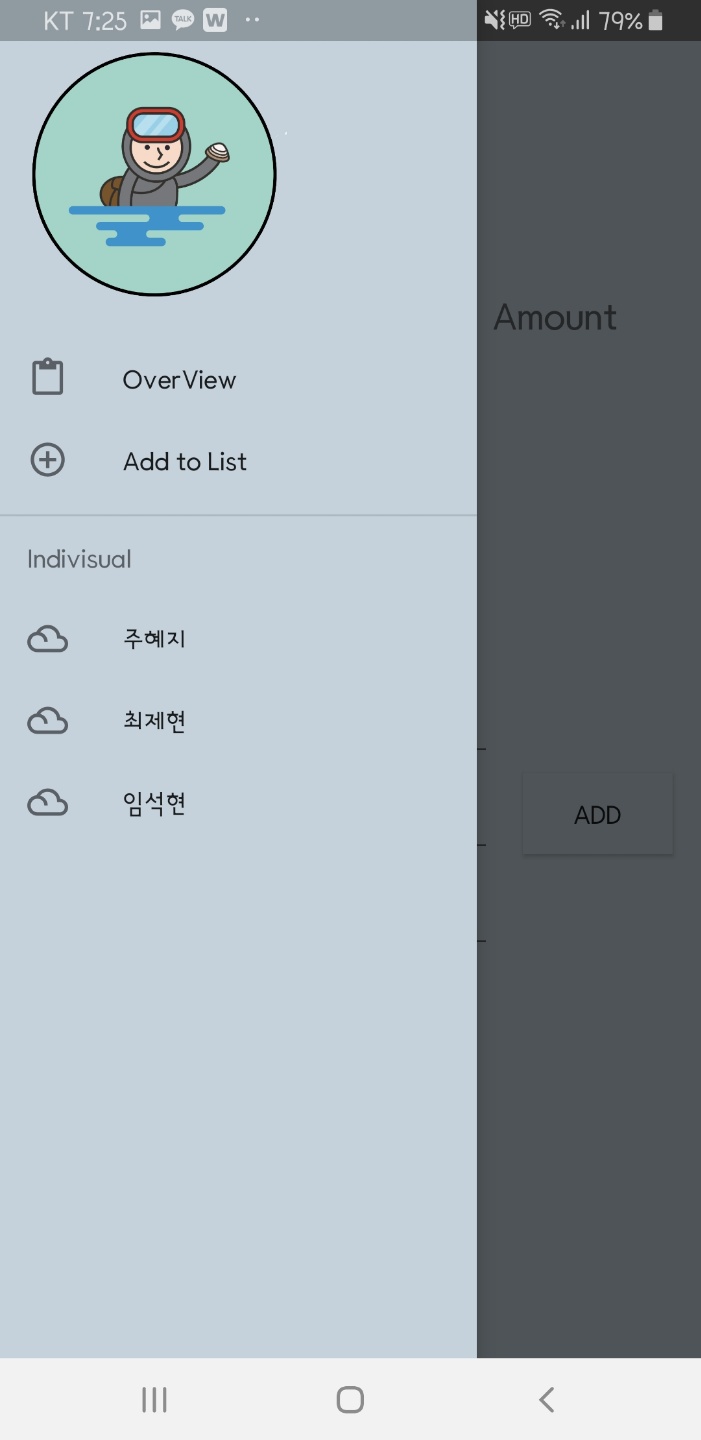 KT 7:25 TALK W HD 79%
Amount
OverView
Add to List
Indivisual
주혜지
최제현
임석현
ADD